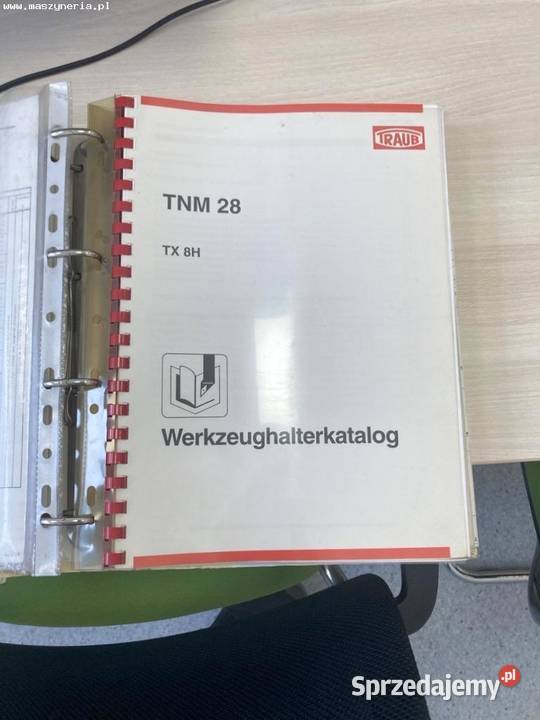 www.maszyneria.pl
TRAUB
TNM 28
TX 8H
Werkzeughalterkatalog
Sprzedajemy.pl